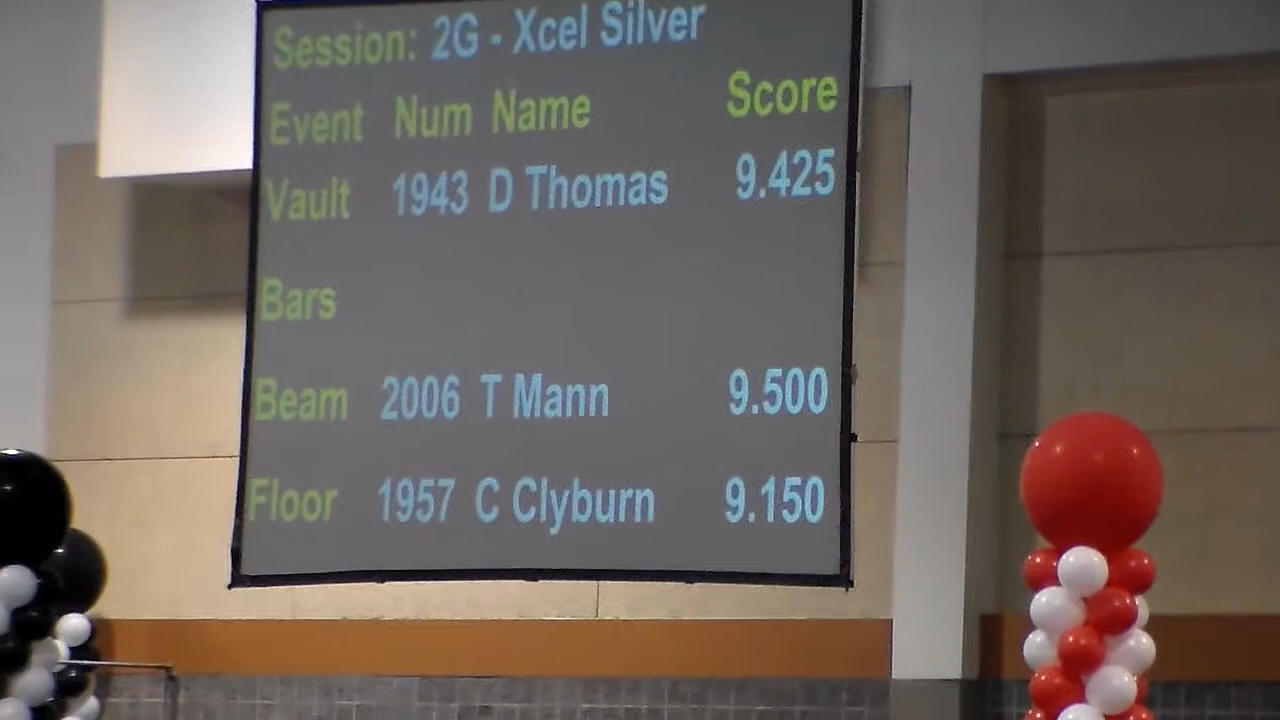 Session: 2G - Xcel Silver
Event Num Name Score
Vault 1943 D Thomas 9.425
Bars
Beam 2006 T Mann 9.500
Floor 1957 C Clyburn 9.150